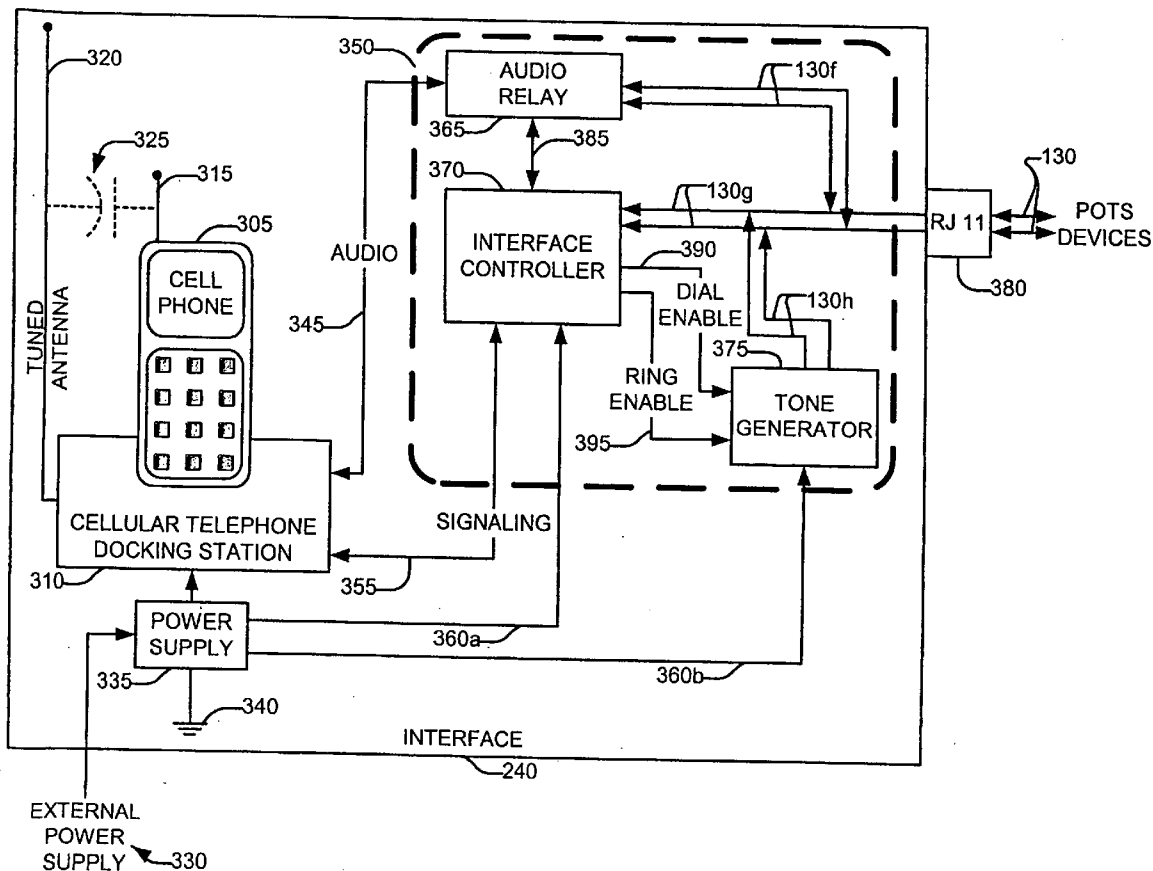 320
325
315
305
CELL
PHONE
TUNED
ANTENNA
AUDIO
345
350
AUDIO
RELAY
365
385
130f
370
130g
INTERFACE
CONTROLLER
390
DIAL
ENABLE
RING
ENABLE
395
130h
375
TONE
GENERATOR
RJ 11
380
130
POTS
DEVICES
CELLULAR TELEPHONE
DOCKING STATION
310
SIGNALING
355
POWER
SUPPLY
335
360a
360b
340
INTERFACE
240
EXTERNAL
POWER
SUPPLY
330